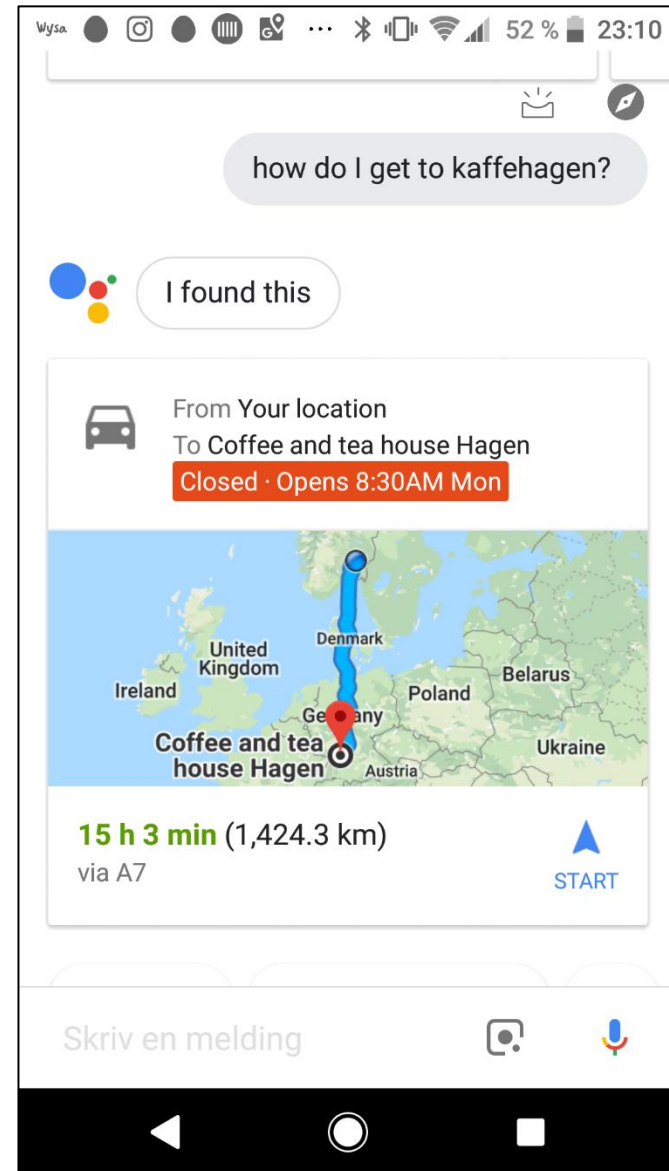 Wysa 52 % 23:10
how do I get to kaffehagen?
I found this
From Your location
To Coffee and tea house Hagen
Closed · Opens 8:30AM Mon
United
Kingdom
Denmark
Ireland
Belarus
Poland
Germany
Coffee and tea
house Hagen
Austria
Ukraine
15 h 3 min (1,424.3 km)
via A7
START
Skriv en melding